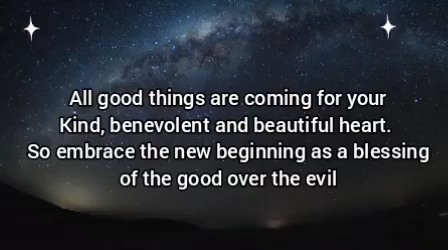 All good things are coming for your
Kind, benevolent and beautiful heart.
So embrace the new beginning as a blessing
of the good over the evil